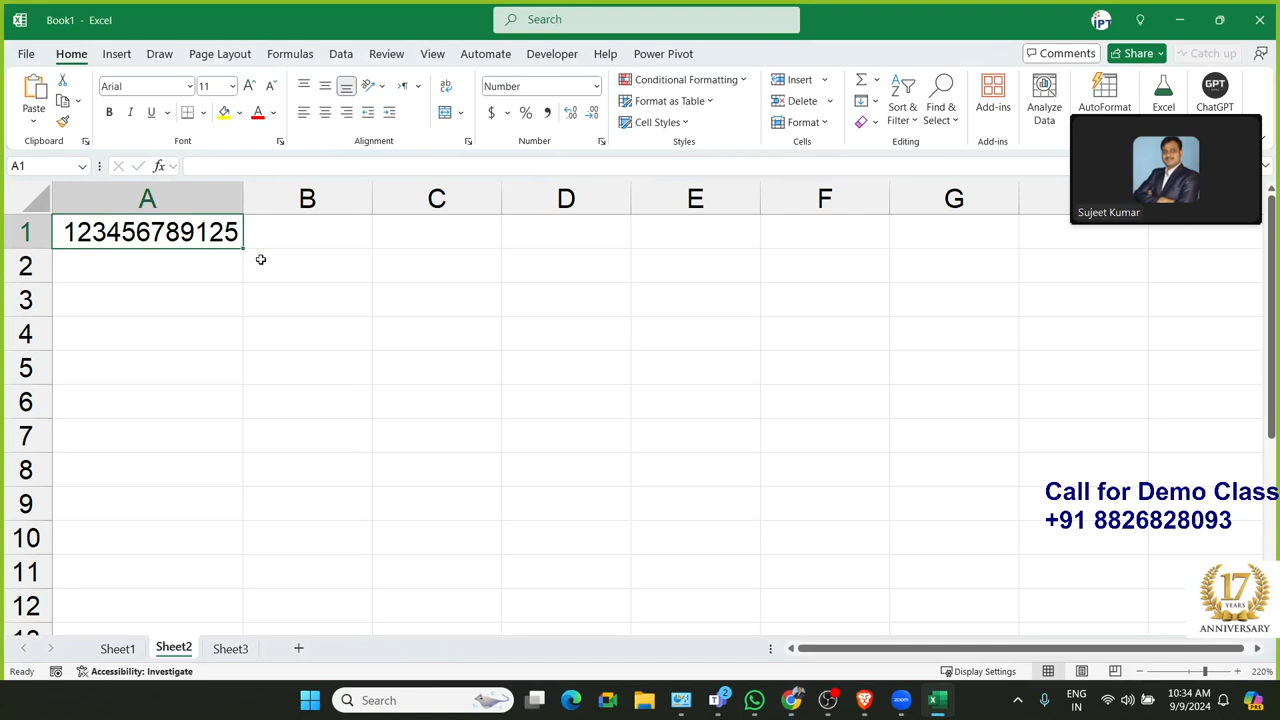 Book1 - Excel
Search
IPT
File Home Insert Draw Page Layout Formulas Data Review View Automate Developer Help Power Pivot
Comments Share Catch up
Paste
Arial 11 A A
B I U A
Number
$ % ,
Conditional Formatting
Format as Table
Cell Styles
Insert
Delete
Format
Sort & Filter
Find & Select
Add-ins
Analyze Data
AutoFormat
Excel
GPT
ChatGPT
Clipboard Font Alignment Number Styles Cells Editing Add-ins
Sujeet Kumar
A1 fx
A B C D E F G
1 123456789125
2
3
4
5
6
7
8
9
10
11
12
Call for Demo Class
+91 8826828093
17
YEARS
ANNIVERSARY
Sheet1 Sheet2 Sheet3
Ready Accessibility: Investigate Display Settings 220%
Search
2
ENG
IN
10:34 AM
9/9/2024
PRE